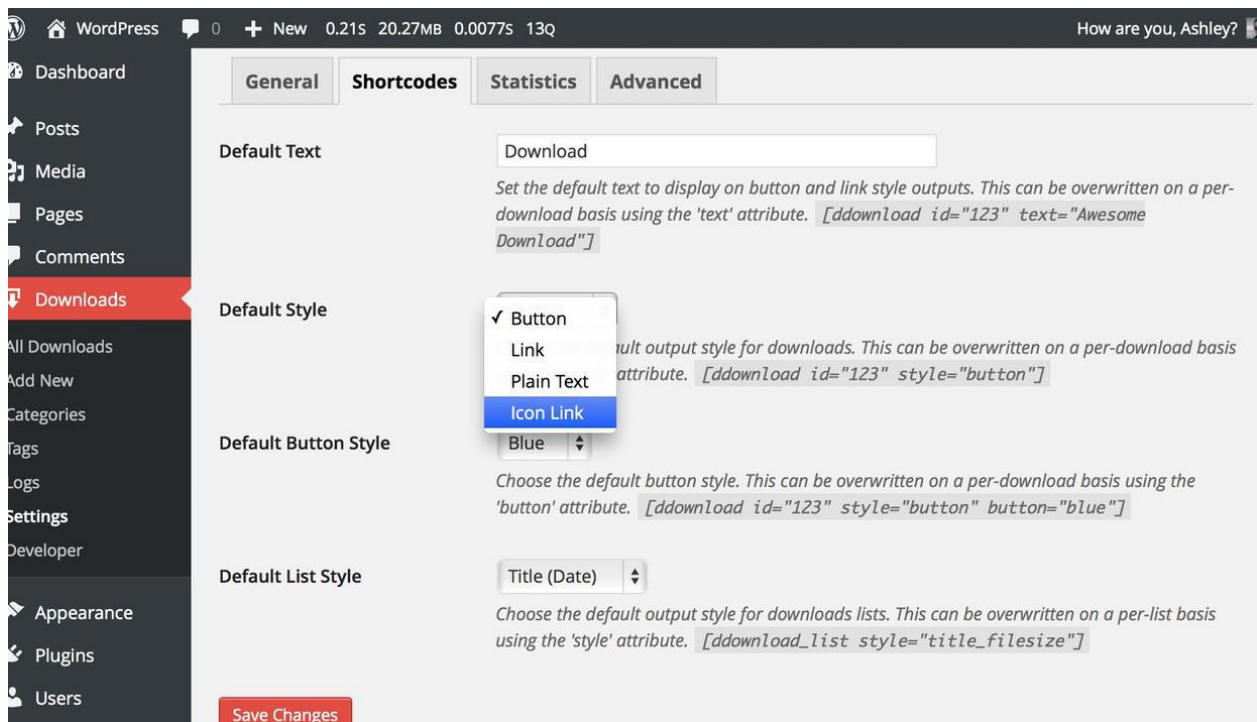 WordPress 0 New 0.21S 20.27MB 0.0077S 13Q How are you, Ashley?
Dashboard
Posts
Media
Pages
Comments
Downloads
All Downloads
Add New
Categories
Tags
Logs
Settings
Developer
Appearance
Plugins
Users
General Shortcodes Statistics Advanced
Default Text
Download
Set the default text to display on button and link style outputs. This can be overwritten on a per-
download basis using the 'text' attribute. [ddownload id="123" text="Awesome
Download"]
Default Style
Button
Link
Plain Text
Icon Link
ult output style for downloads. This can be overwritten on a per-download basis
attribute. [ddownload id="123" style="button"]
Default Button Style
Blue
Choose the default button style. This can be overwritten on a per-download basis using the
'button' attribute. [ddownload id="123" style="button" button="blue"]
Default List Style
Title (Date)
Choose the default output style for downloads lists. This can be overwritten on a per-list basis
using the 'style' attribute. [ddownload_list style="title_filesize"]
Save Changes